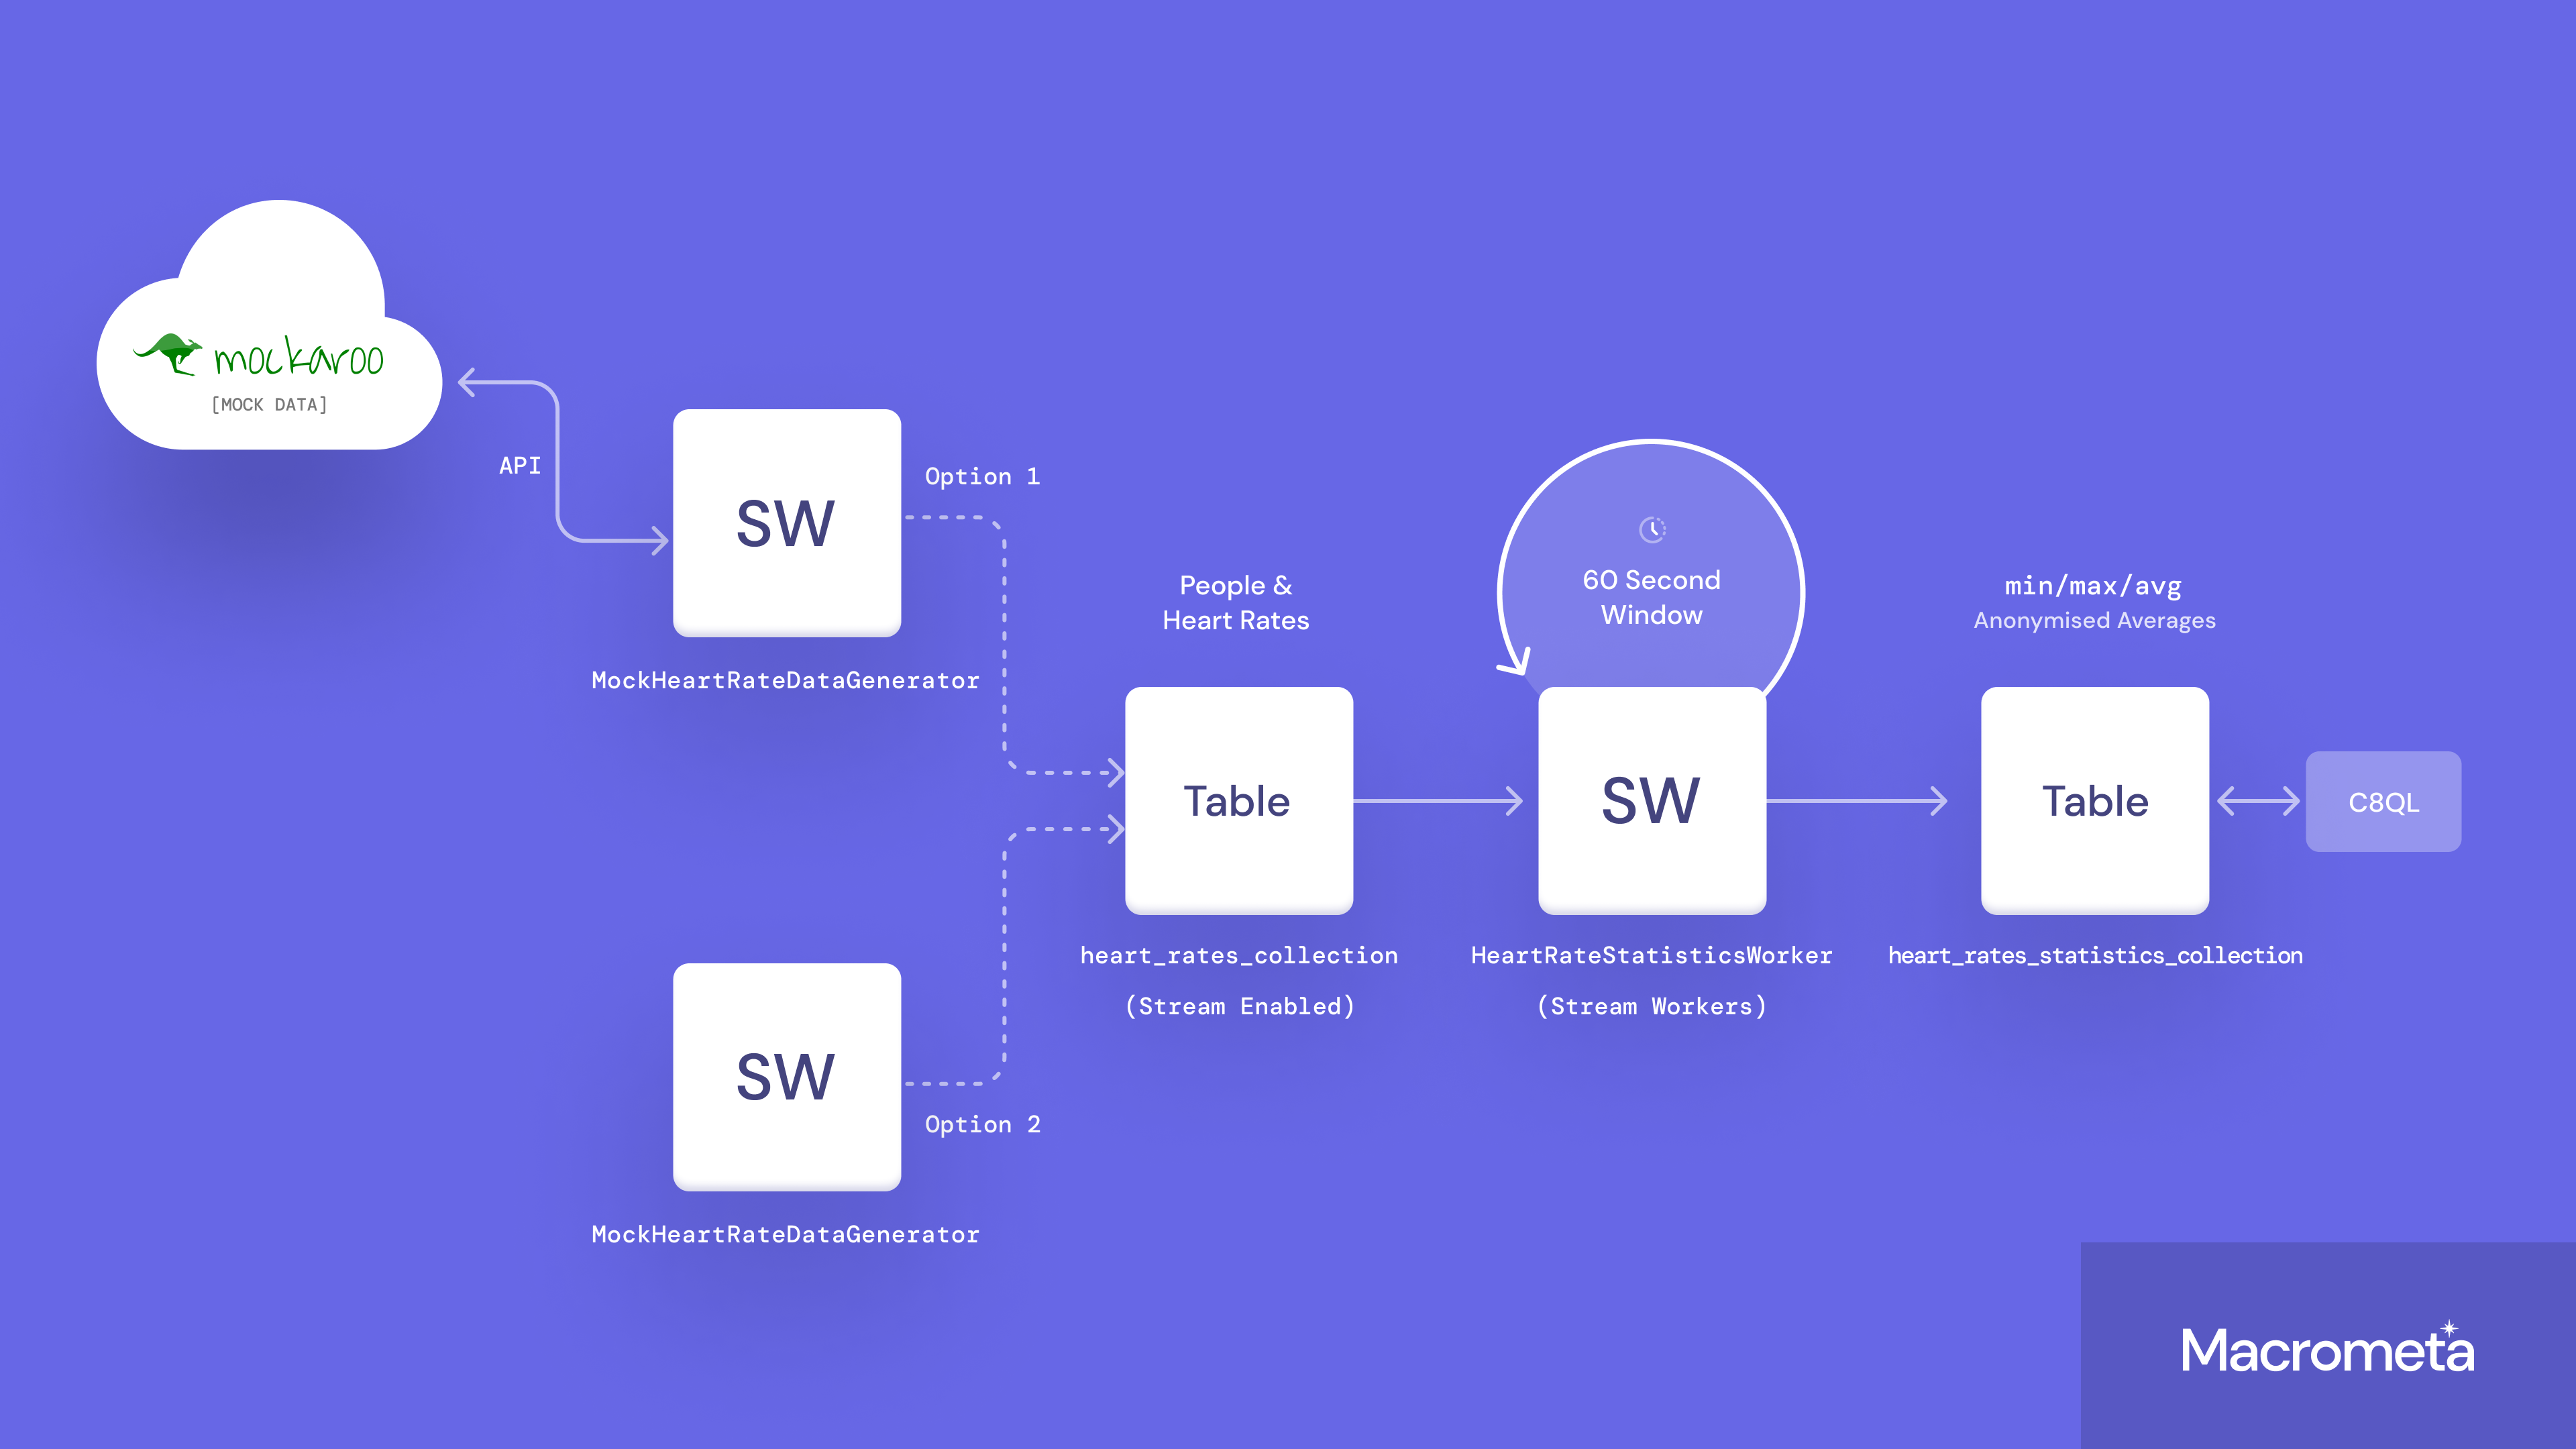 mockaroo
[MOCK DATA]
API
SW
Option 1
MockHeartRateDataGenerator
SW
Option 2
MockHeartRateDataGenerator
People &
Heart Rates
Table
heart_rates_collection
(Stream Enabled)
60 Second
Window
SW
HeartRateStatisticsWorker
(Stream Workers)
min/max/avg
Anonymised Averages
Table
heart_rates_statistics_collection
C8QL
Macrometa